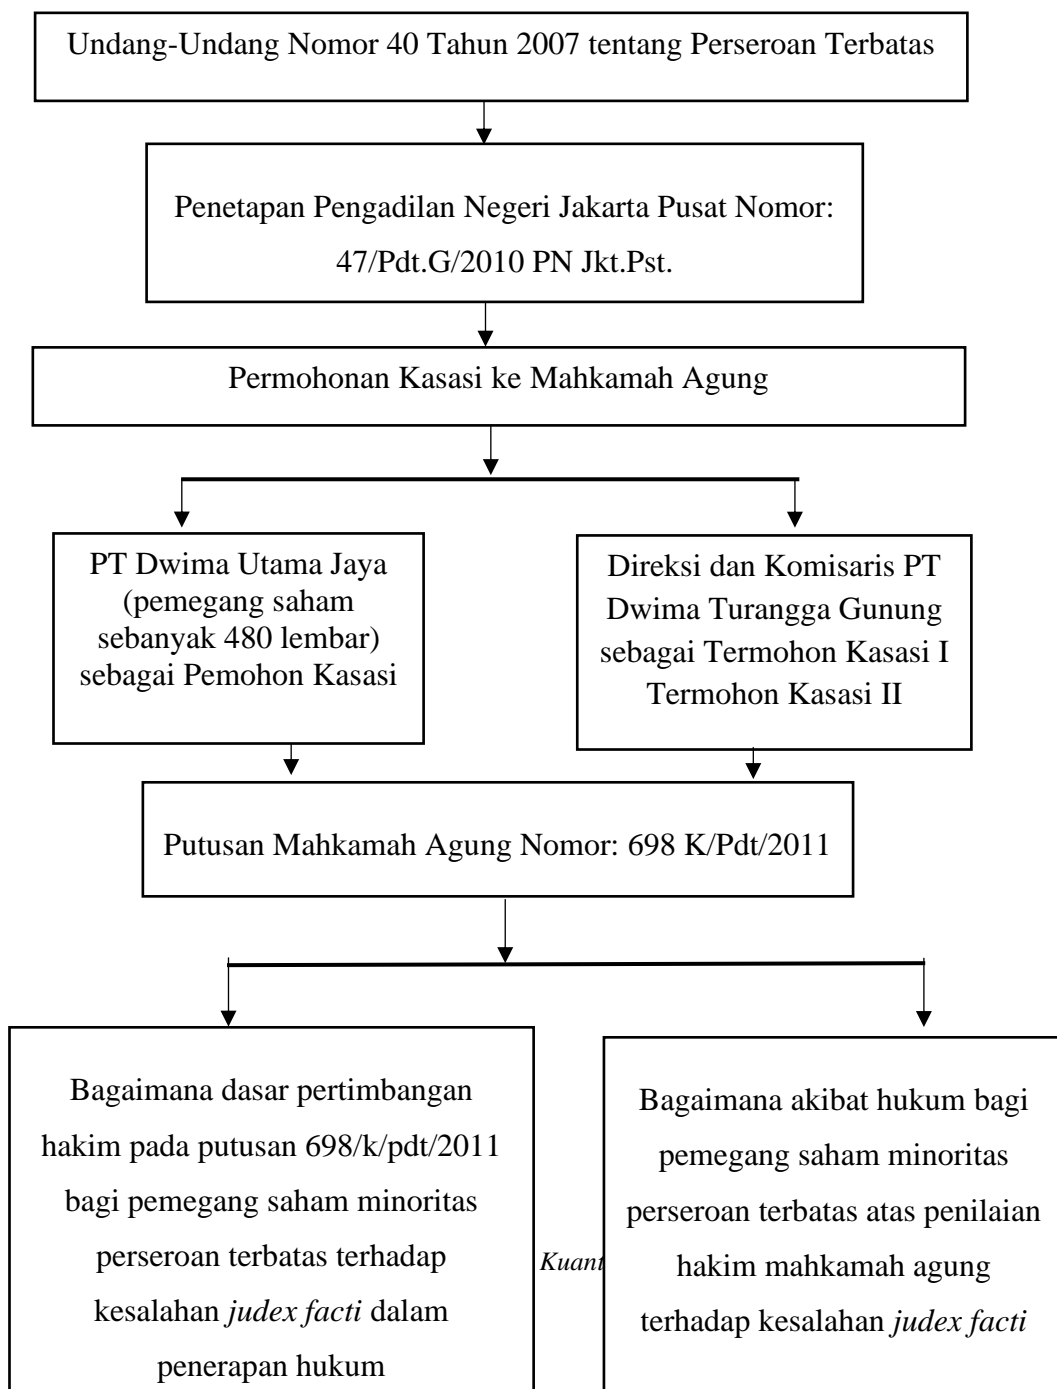 Undang-Undang Nomor 40 Tahun 2007 tentang Perseroan Terbatas
Penetapan Pengadilan Negeri Jakarta Pusat Nomor:
47/Pdt.G/2010 PN Jkt.Pst.
Permohonan Kasasi ke Mahkamah Agung
PT Dwima Utama Jaya
(pemegang saham
sebanyak 480 lembar)
sebagai Pemohon Kasasi
Direksi dan Komisaris PT
Dwima Turangga Gunung
sebagai Termohon Kasasi I
Termohon Kasasi II
Putusan Mahkamah Agung Nomor: 698 K/Pdt/2011
Bagaimana dasar pertimbangan
hakim pada putusan 698/k/pdt/2011
bagi pemegang saham minoritas
perseroan terbatas terhadap
kesalahan judex facti dalam
penerapan hukum
Kuant
Bagaimana akibat hukum bagi
pemegang saham minoritas
perseroan terbatas atas penilaian
hakim mahkamah agung
terhadap kesalahan judex facti